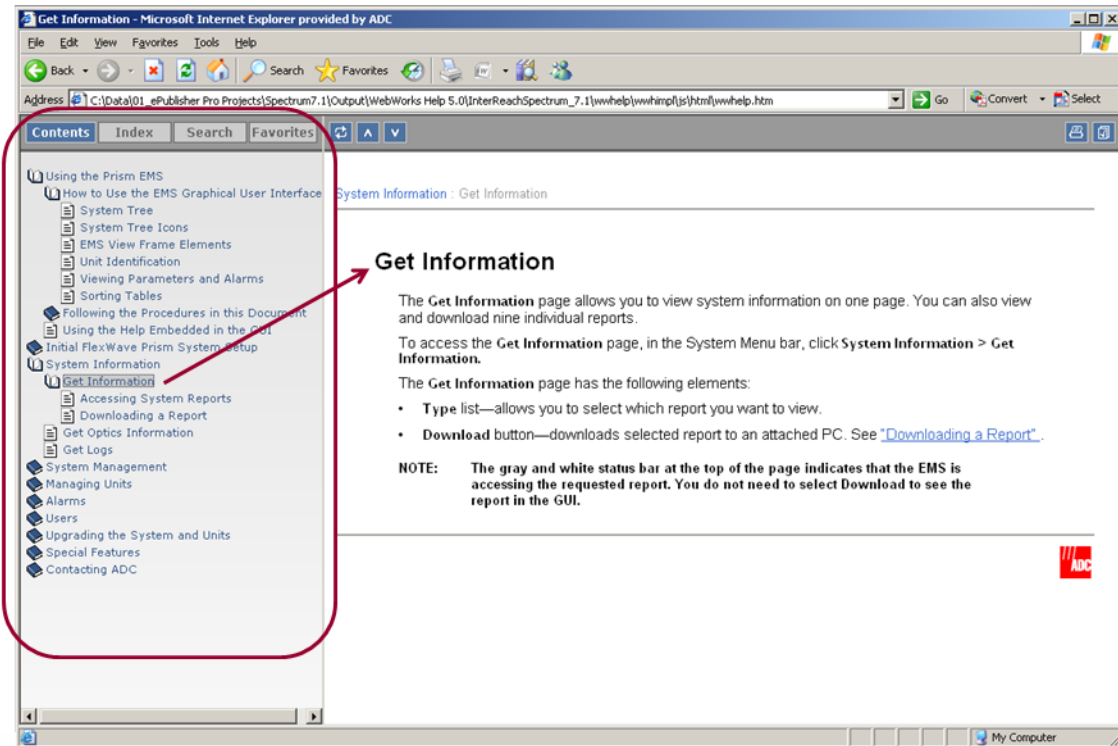 Get Information - Microsoft Internet Explorer provided by ADC
File Edit View Favorites Tools Help
Back Search Favorites
Address C:\Data\01_ePublisher Pro Projects\Spectrum7.1\Output\WebWorks Help 5.0\InterReachSpectrum_7.1\wwhelp\wwhimpl\js\html\wwhelp.htm Go Convert Select
Contents Index Search Favorites
Using the Prism EMS
How to Use the EMS Graphical User Interface
System Tree
System Tree Icons
EMS View Frame Elements
Unit Identification
Viewing Parameters and Alarms
Sorting Tables
Following the Procedures in this Document
Using the Help Embedded in the GUI
Initial FlexWave Prism System Setup
System Information
Get Information
Accessing System Reports
Downloading a Report
Get Optics Information
Get Logs
System Management
Managing Units
Alarms
Users
Upgrading the System and Units
Special Features
Contacting ADC
System Information : Get Information
Get Information
The Get Information page allows you to view system information on one page. You can also view
and download nine individual reports.
To access the Get Information page, in the System Menu bar, click System Information > Get
Information.
The Get Information page has the following elements:
• Type list—allows you to select which report you want to view.
• Download button—downloads selected report to an attached PC. See "Downloading a Report" .
NOTE: The gray and white status bar at the top of the page indicates that the EMS is
accessing the requested report. You do not need to select Download to see the
report in the GUI.
ADC
My Computer